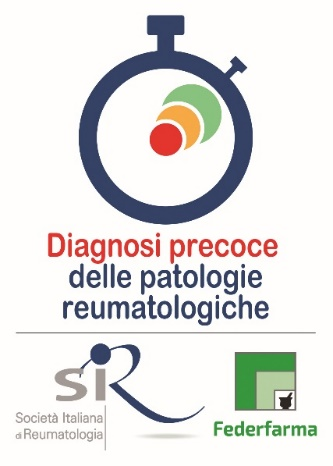 Diagnosi precoce
delle patologie
reumatologiche
SIR
Società Italiana
di Reumatologia
Federfarma